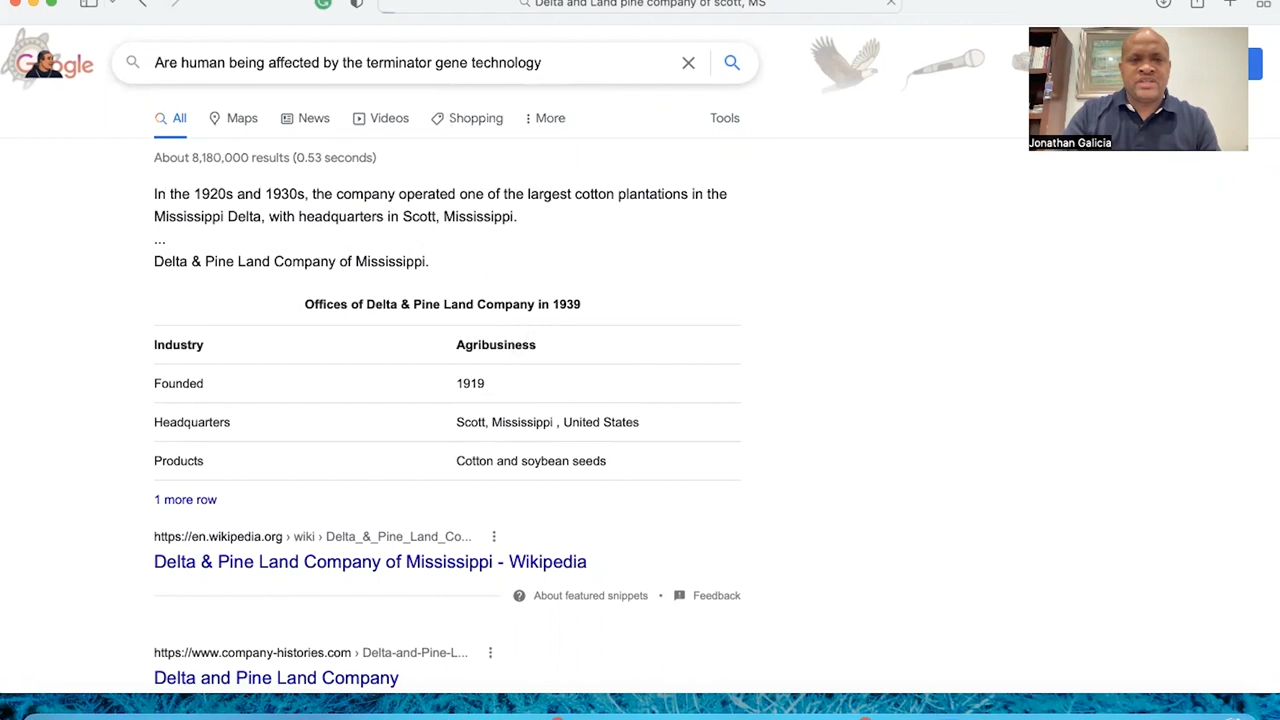 Delta and Land pine company of scott, MS
Google
Are human being affected by the terminator gene technology
Jonathan Galicia
All Maps News Videos Shopping More Tools
About 8,180,000 results (0.53 seconds)
In the 1920s and 1930s, the company operated one of the largest cotton plantations in the
Mississippi Delta, with headquarters in Scott, Mississippi.
...
Delta & Pine Land Company of Mississippi.
Offices of Delta & Pine Land Company in 1939
Industry Agribusiness
Founded 1919
Headquarters Scott, Mississippi , United States
Products Cotton and soybean seeds
1 more row
https://en.wikipedia.org › wiki › Delta_&_Pine_Land_Co...
Delta & Pine Land Company of Mississippi - Wikipedia
About featured snippets • Feedback
https://www.company-histories.com › Delta-and-Pine-L...
Delta and Pine Land Company